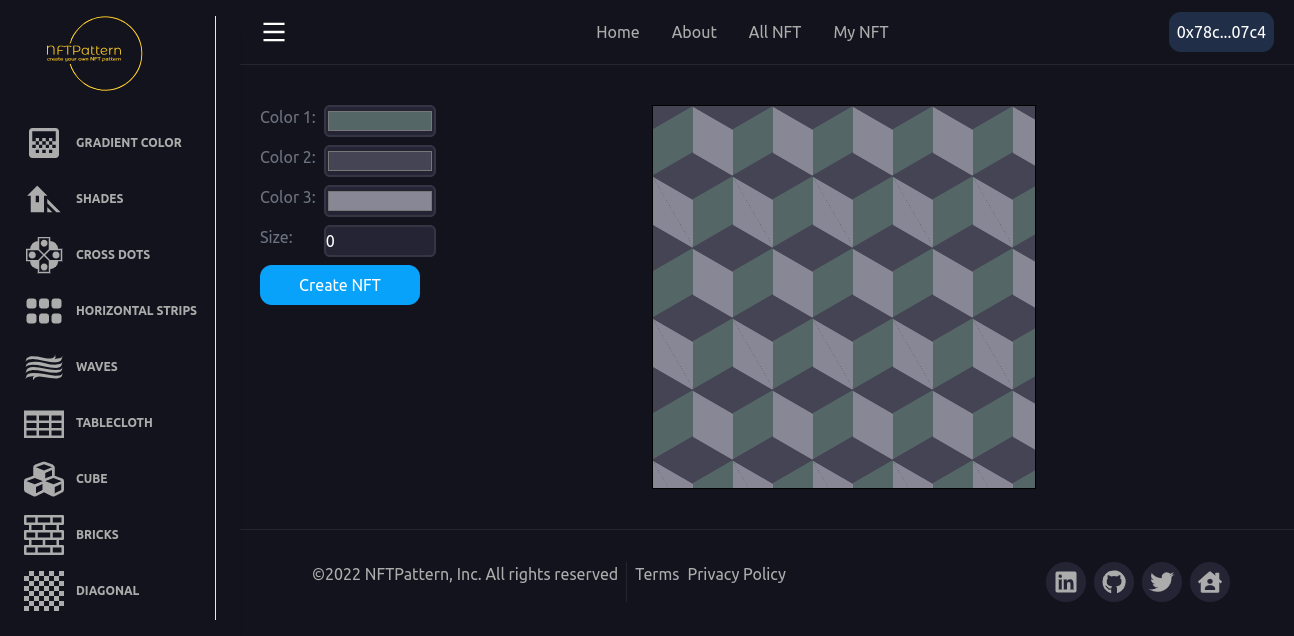 NFTPattern
create your own NFT pattern
GRADIENT COLOR
SHADES
CROSS DOTS
HORIZONTAL STRIPS
WAVES
TABLECLOTH
CUBE
BRICKS
DIAGONAL
Home About All NFT My NFT
0x78c...07c4
Color 1:
Color 2:
Color 3:
Size: 0
Create NFT
©2022 NFTPattern, Inc. All rights reserved Terms Privacy Policy
in